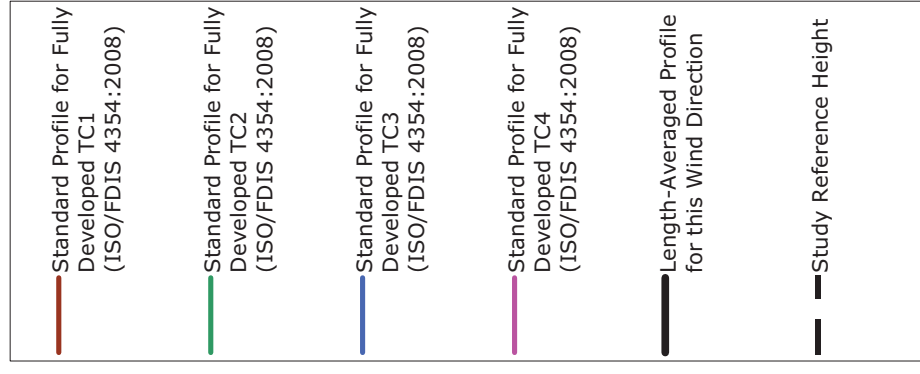 Standard Profile for Fully
Developed TC1
(ISO/FDIS 4354:2008)
Standard Profile for Fully
Developed TC2
(ISO/FDIS 4354:2008)
Standard Profile for Fully
Developed TC3
(ISO/FDIS 4354:2008)
Standard Profile for Fully
Developed TC4
(ISO/FDIS 4354:2008)
Length-Averaged Profile
for this Wind Direction
Study Reference Height